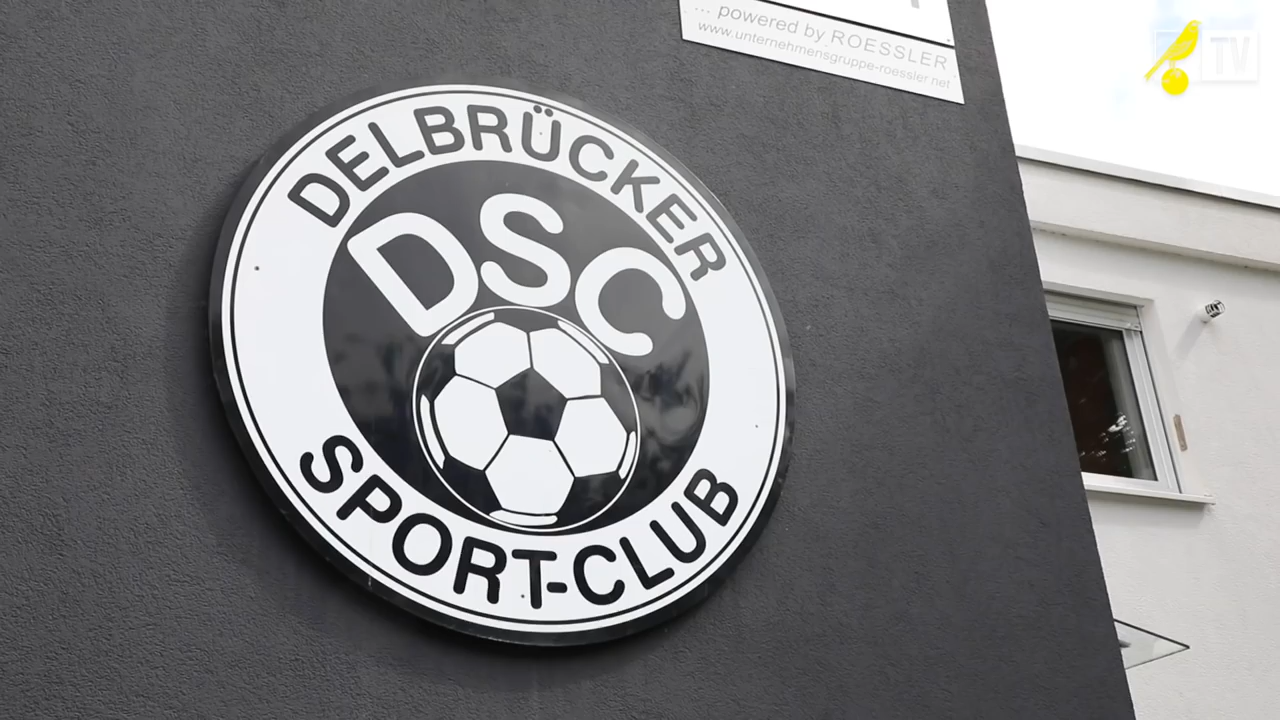 ... powered by ROESSLER
www.unternehmensgruppe-roessler.net
TV
DELBRÜCKER
DSC
SPORT-CLUB